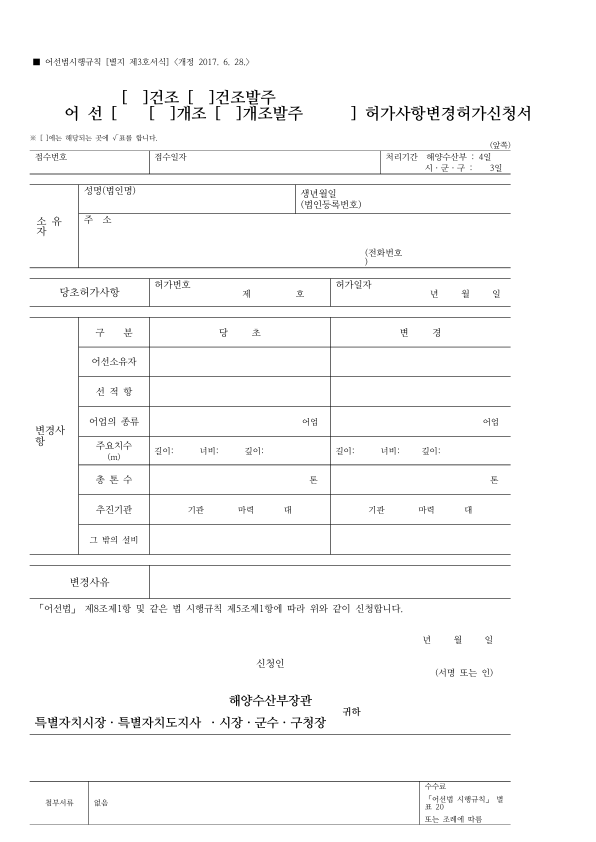 ■ 어선법시행규칙 [별지 제3호서식] <개정 2017. 6. 28.>
[ ]건조 [ ]건조발주
어 선 [ [ ]개조 [ ]개조발주 ] 허가사항변경허가신청서
※ [ ]에는 해당되는 곳에 √표를 합니다.
(앞쪽)
접수번호 접수일자 처리기간 해양수산부 : 4일
시·군·구 : 3일
소 유
자
성명(법인명) 생년월일
(법인등록번호)
주 소
(전화번호
)
당초허가사항 허가번호 허가일자
제 호 년 월 일
변경사
항
구 분 당 초 변 경
어선소유자
선 적 항
어업의 종류 어업 어업
주요치수
(m)
길이: 너비: 깊이: 길이: 너비: 깊이:
총 톤 수 톤 톤
추진기관 기관 마력 대 기관 마력 대
그 밖의 설비
변경사유
「어선법」 제8조제1항 및 같은 법 시행규칙 제5조제1항에 따라 위와 같이 신청합니다.
년 월 일
신청인
(서명 또는 인)
해양수산부장관
특별자치시장·특별자치도지사 ·시장·군수·구청장 귀하
첨부서류 없음
수수료
「어선법 시행규칙」 별
표 20
또는 조례에 따름